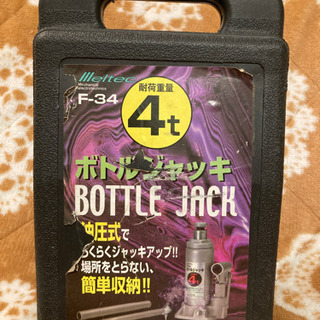 Meltec
F-34
耐荷重量
4t
ボトルジャッキ
BOTTLE JACK
油圧式で
らくらくジャッキアップ!!
場所をとらない、
簡単収納!!
4t